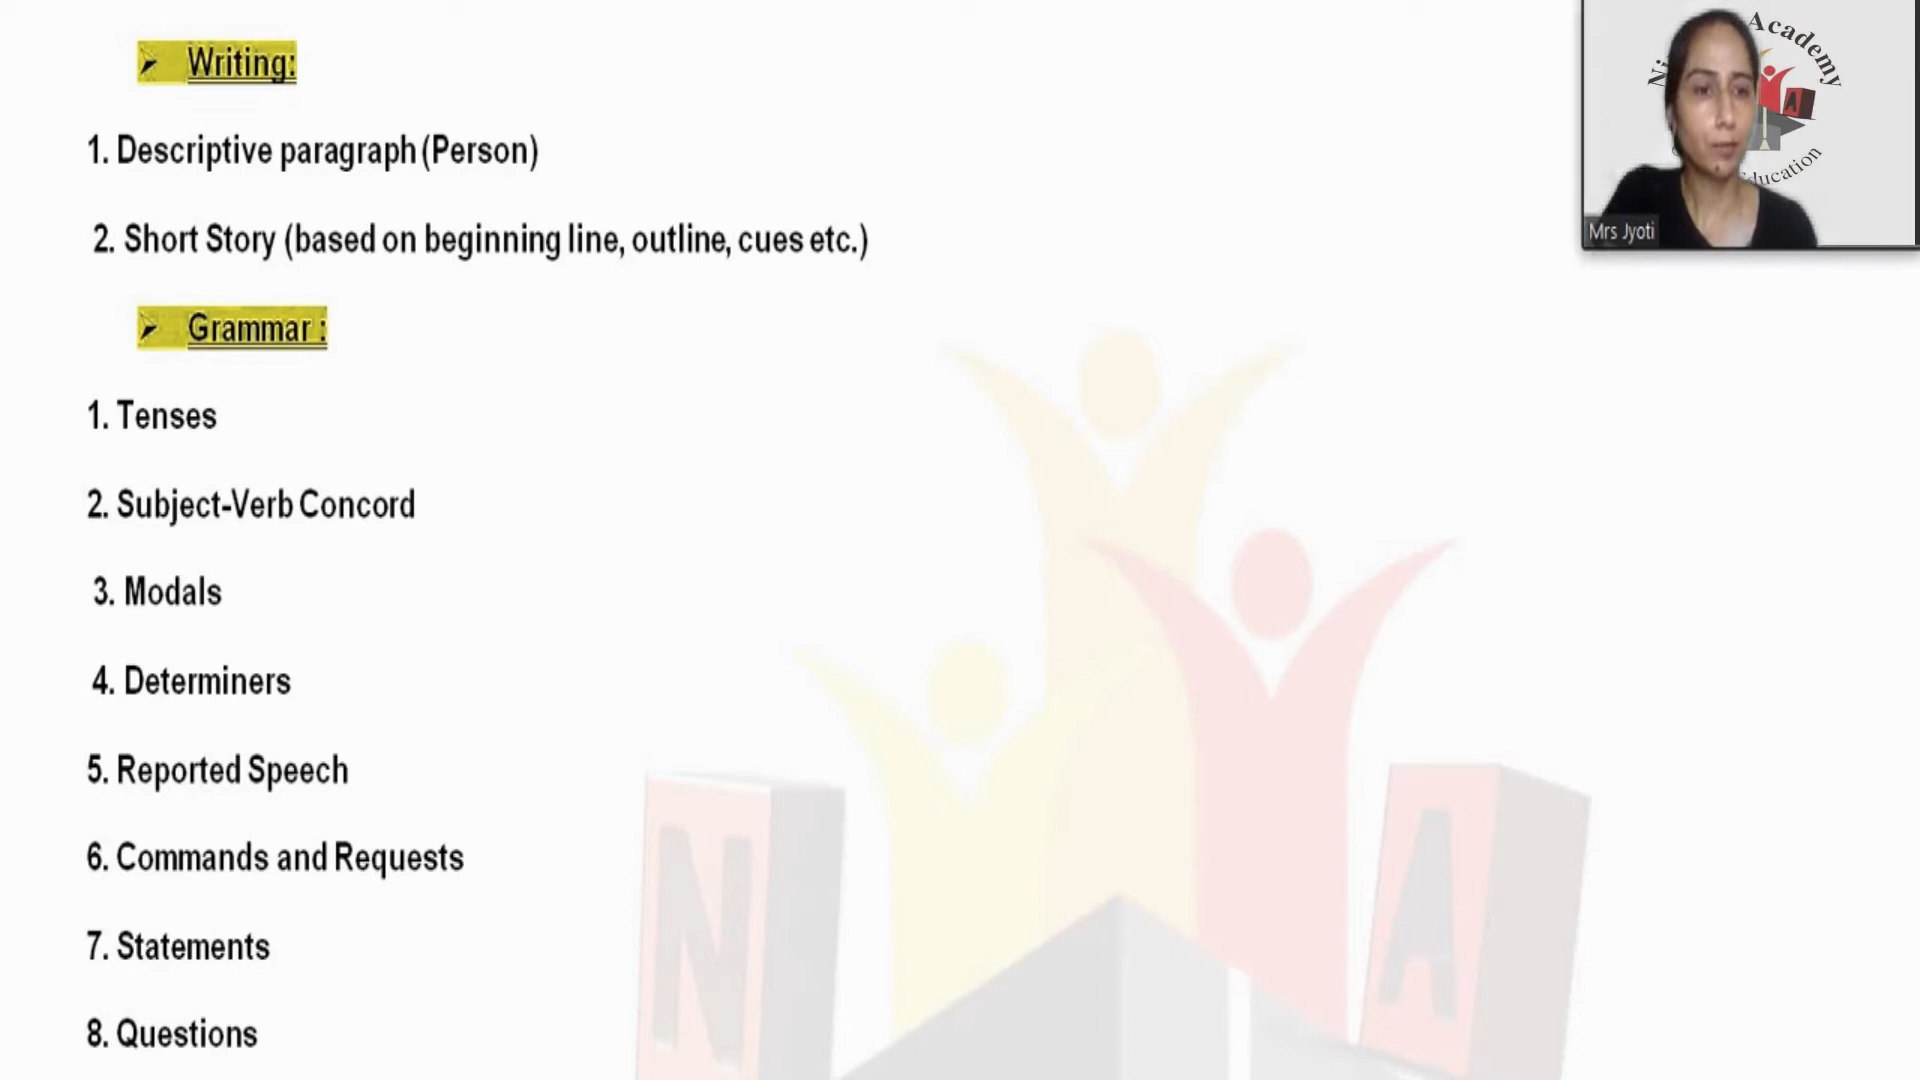 Writing:
1. Descriptive paragraph (Person)
2. Short Story (based on beginning line, outline, cues etc.)
Grammar :
1. Tenses
2. Subject-Verb Concord
3. Modals
4. Determiners
5. Reported Speech
6. Commands and Requests
7. Statements
8. Questions
Academy
A
Mrs Jyoti
N
A